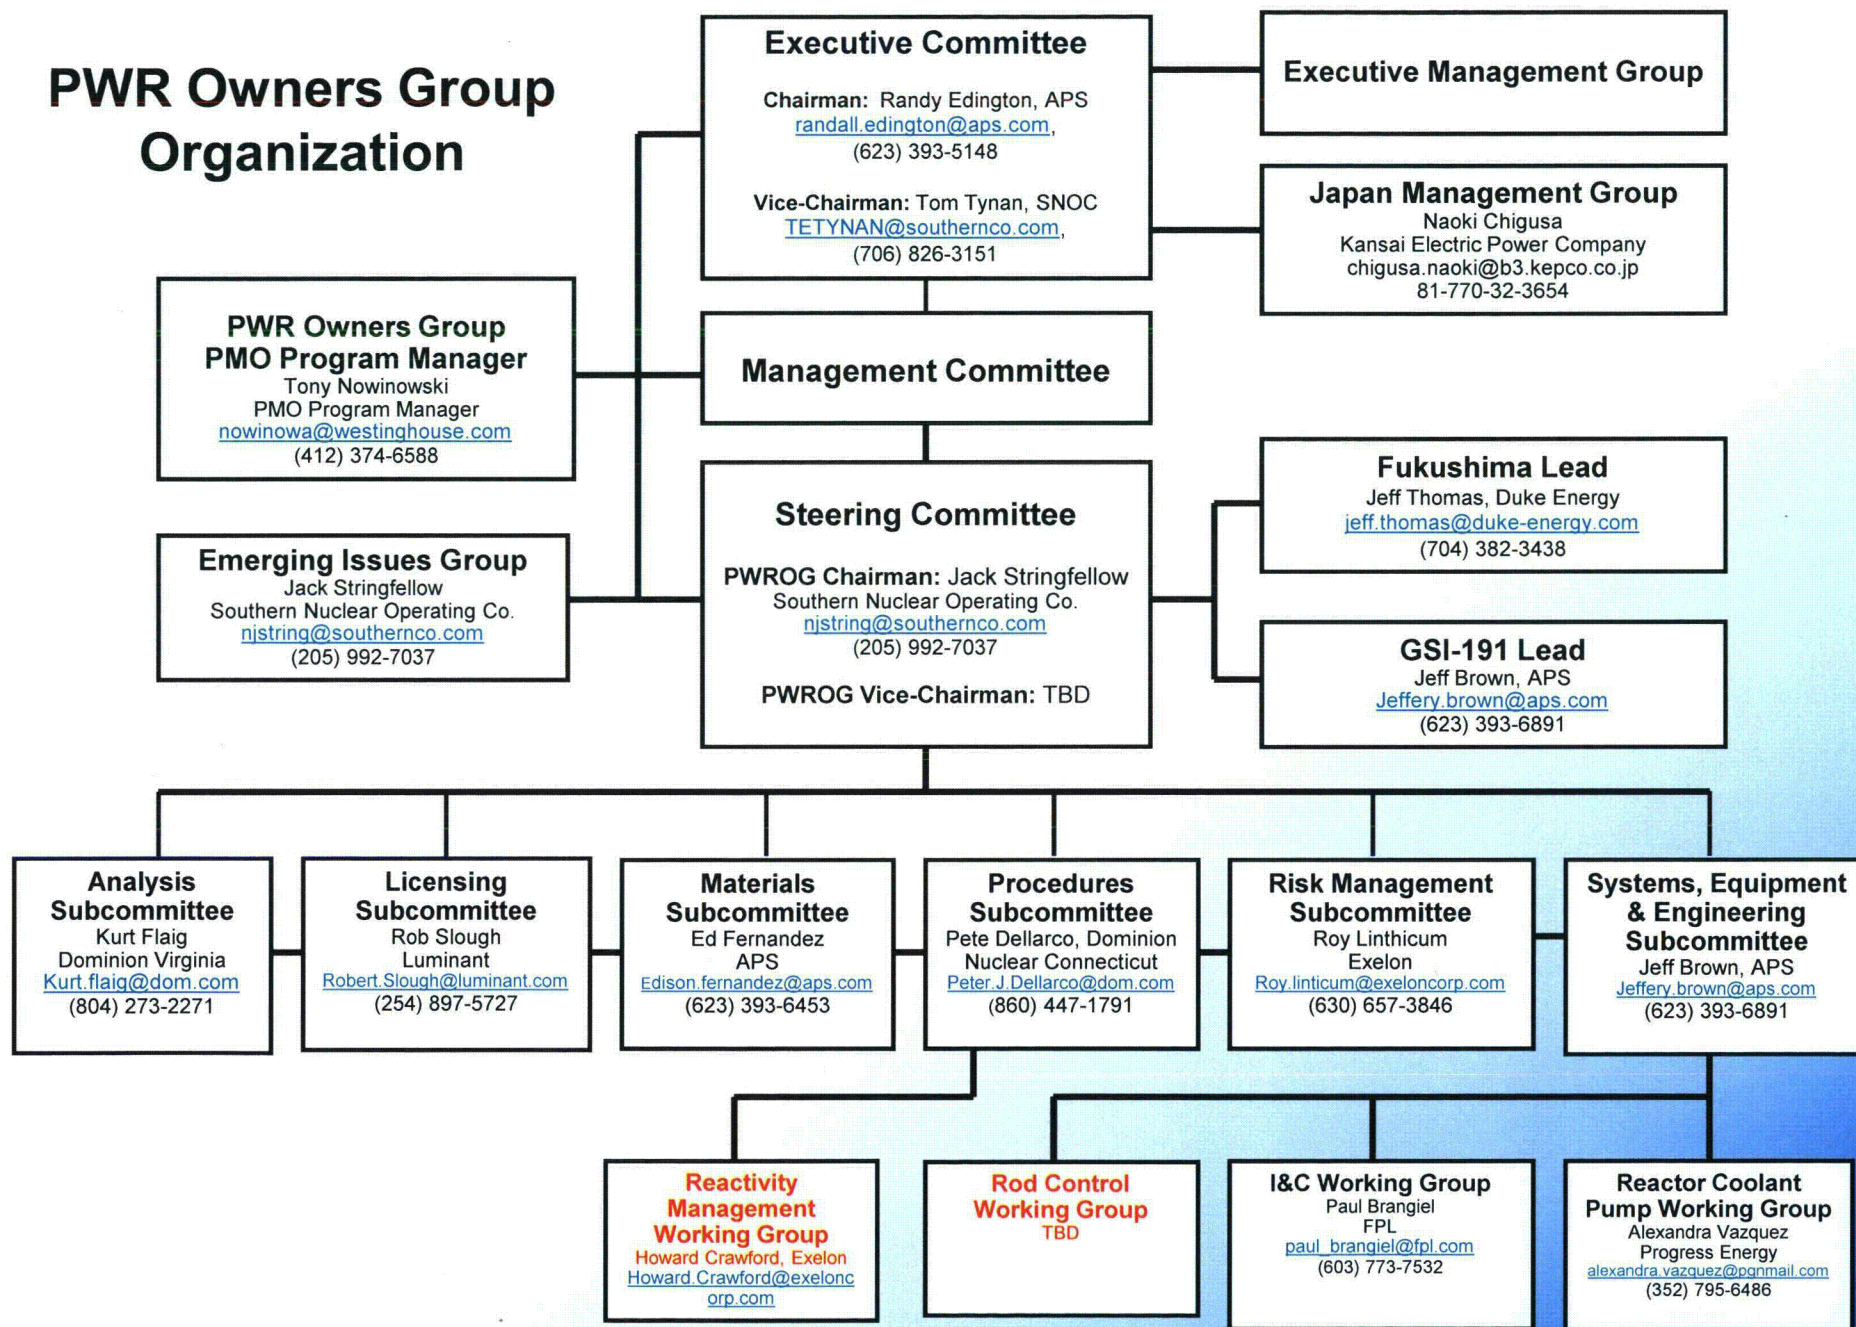 PWR Owners Group
Organization
Executive Committee
Chairman: Randy Edington, APS
randall.edington@aps.com,
(623) 393-5148
Vice-Chairman: Tom Tynan, SNOC
TETYNAN@southernco.com,
(706) 826-3151
Executive Management Group
Japan Management Group
Naoki Chigusa
Kansai Electric Power Company
chigusa.naoki@b3.kepco.co.jp
81-770-32-3654
PWR Owners Group
PMO Program Manager
Tony Nowinowski
PMO Program Manager
nowinowa@westinghouse.com
(412) 374-6588
Management Committee
Emerging Issues Group
Jack Stringfellow
Southern Nuclear Operating Co.
njstring@southernco.com
(205) 992-7037
Steering Committee
PWROG Chairman: Jack Stringfellow
Southern Nuclear Operating Co.
njstring@southernco.com
(205) 992-7037
PWROG Vice-Chairman: TBD
Fukushima Lead
Jeff Thomas, Duke Energy
jeff.thomas@duke-energy.com
(704) 382-3438
GSI-191 Lead
Jeff Brown, APS
Jeffery.brown@aps.com
(623) 393-6891
Analysis
Subcommittee
Kurt Flaig
Dominion Virginia
Kurt.flaig@dom.com
(804) 273-2271
Licensing
Subcommittee
Rob Slough
Luminant
Robert.Slough@luminant.com
(254) 897-5727
Materials
Subcommittee
Ed Fernandez
APS
Edison.fernandez@aps.com
(623) 393-6453
Procedures
Subcommittee
Pete Dellarco, Dominion
Nuclear Connecticut
Peter.J.Dellarco@dom.com
(860) 447-1791
Risk Management
Subcommittee
Roy Linthicum
Exelon
Roy.linticum@exeloncorp.com
(630) 657-3846
Systems, Equipment
& Engineering
Subcommittee
Jeff Brown, APS
Jeffery.brown@aps.com
(623) 393-6891
Reactivity
Management
Working Group
Howard Crawford, Exelon
Howard.Crawford@exelonc
orp.com
Rod Control
Working Group
TBD
I&C Working Group
Paul Brangiel
FPL
paul_brangiel@fpl.com
(603) 773-7532
Reactor Coolant
Pump Working Group
Alexandra Vazquez
Progress Energy
alexandra.vazquez@pgnmail.com
(352) 795-6486